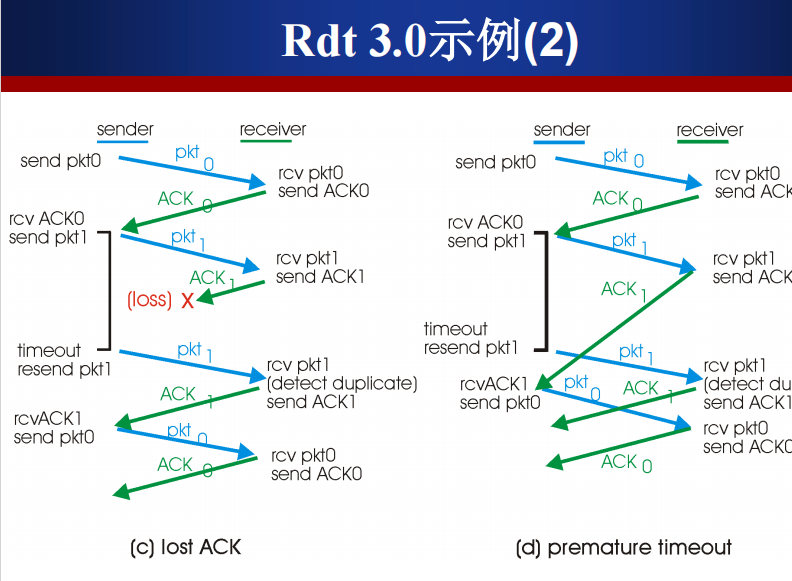 Rdt 3.0示例(2)
sender
receiver
send pkt0
pkt 0
rcv pkt0
send ACK0
ACK 0
rcv ACK0
send pkt1
pkt 1
rcv pkt1
send ACK1
ACK 1
(loss) X
timeout
resend pkt1
pkt 1
rcv pkt1
(detect duplicate)
send ACK1
ACK 1
rcvACK1
send pkt0
pkt 0
rcv pkt0
send ACK0
ACK 0
(c) lost ACK
sender
receiver
send pkt0
pkt 0
rcv pkt0
send ACK
ACK 0
rcv ACK0
send pkt1
pkt 1
rcv pkt1
send ACK
ACK 1
timeout
resend pkt1
pkt 1
rcv pkt1
(detect du
send ACK1
rcvACK1
send pkt0
pkt 0
ACK 1
rcv pkt0
send ACK0
ACK 0
(d) premature timeout